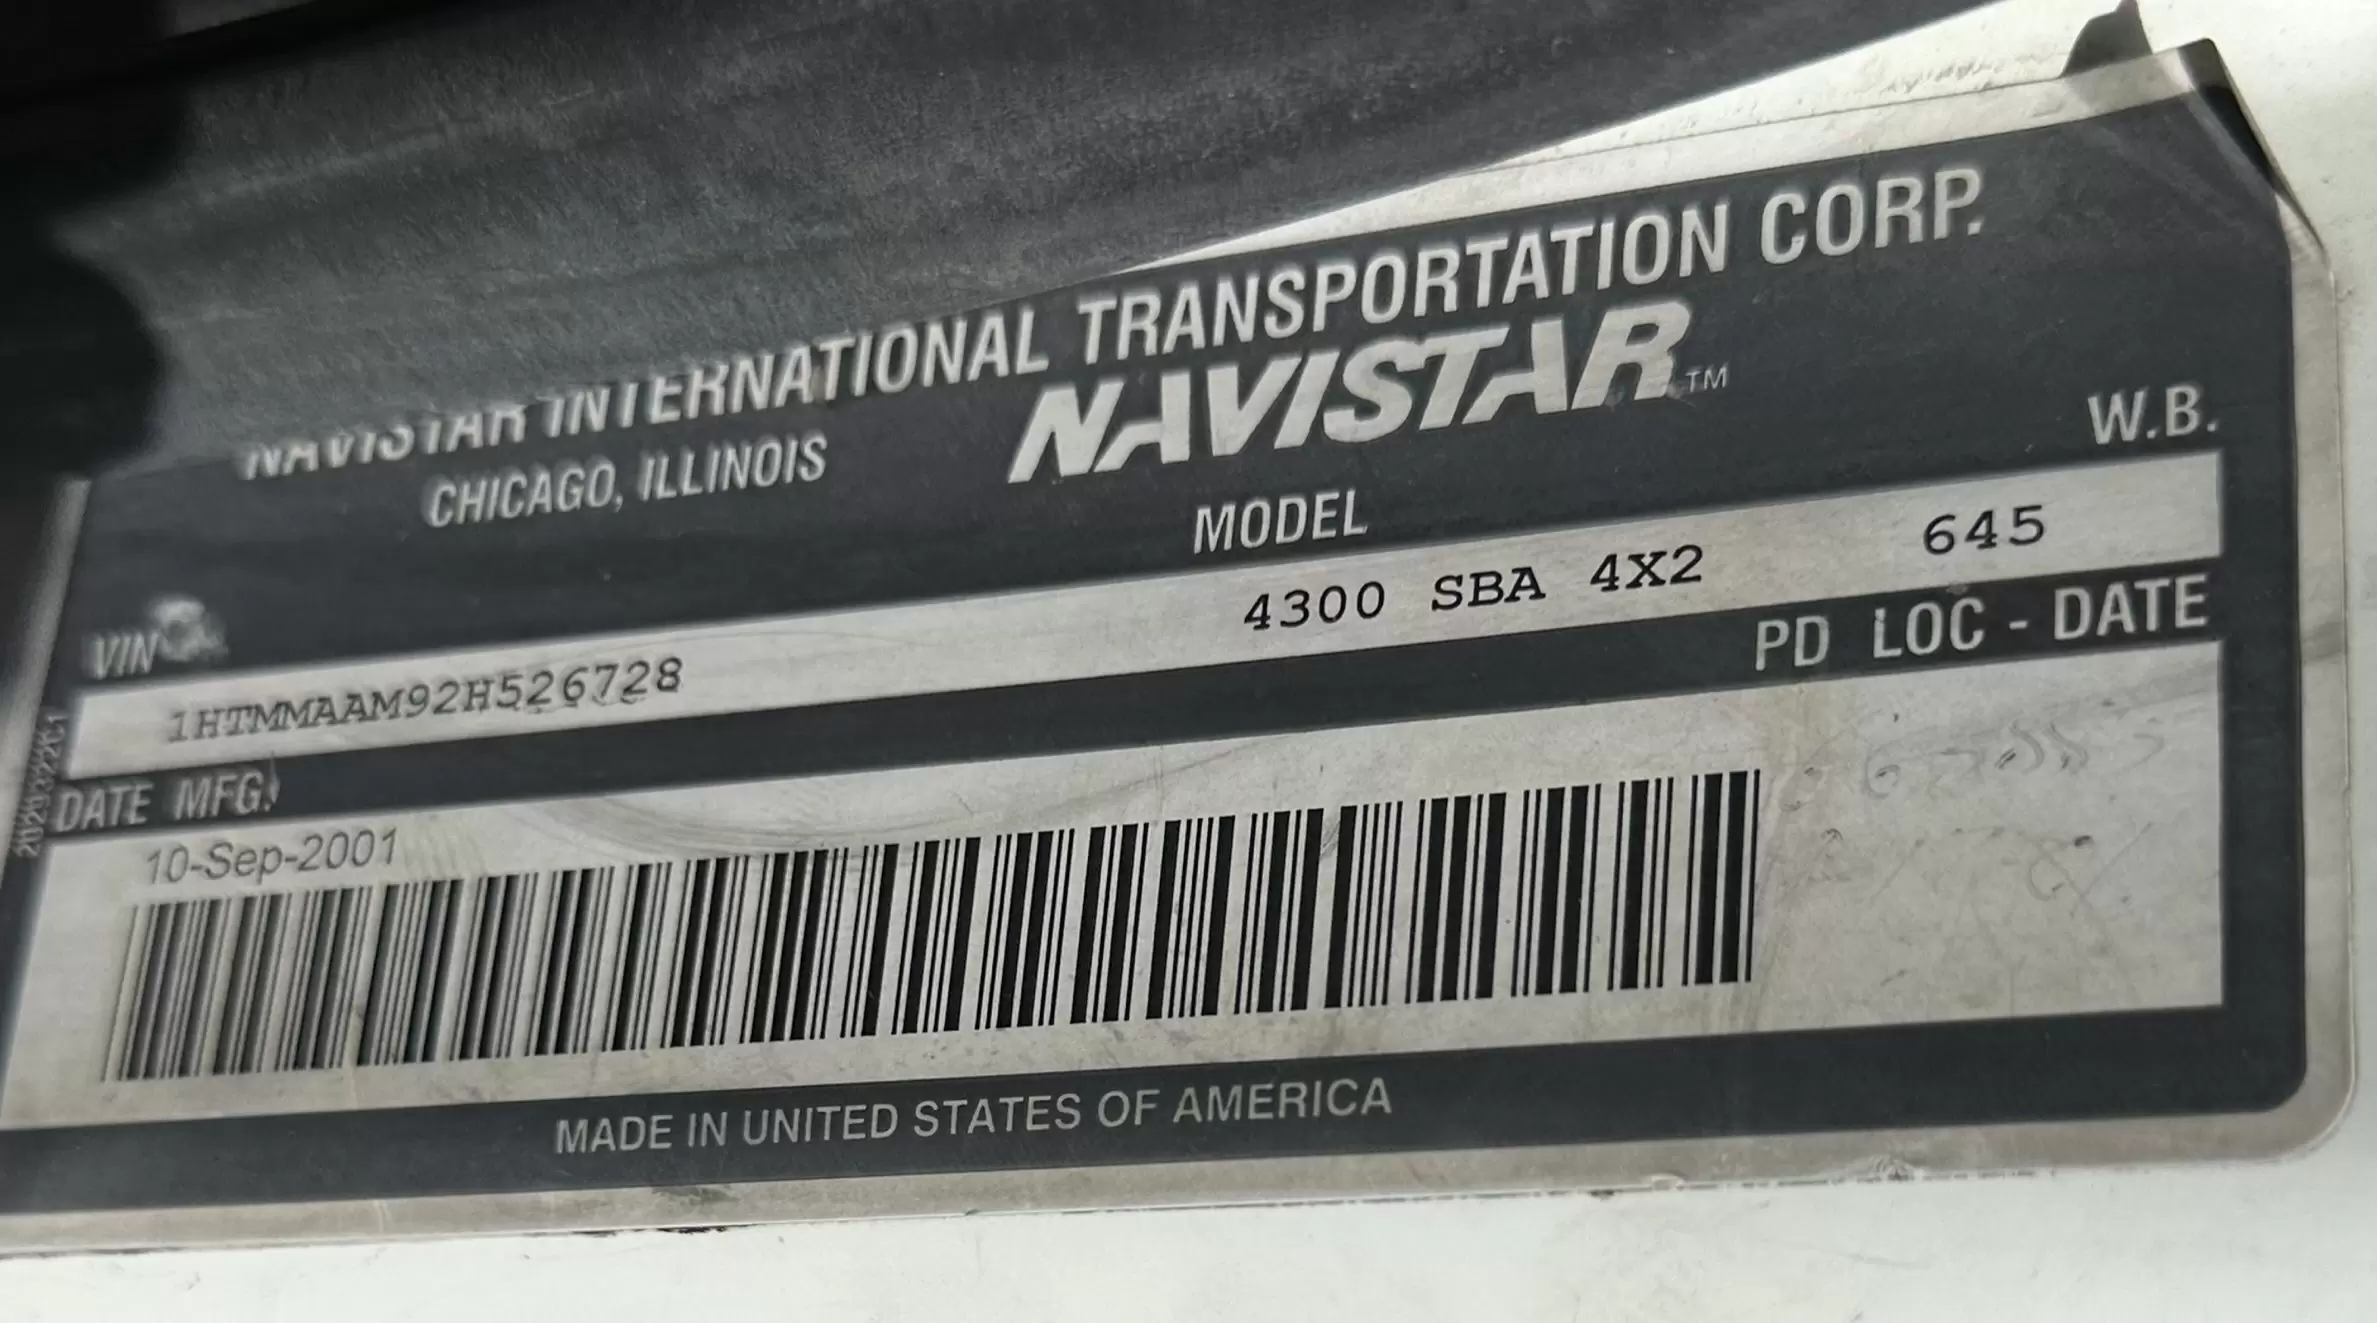 NAVISTAR INTERNATIONAL TRANSPORTATION CORP.
CHICAGO, ILLINOIS
NAVISTAR™
VIN
MODEL
W.B.
1HTMMAAM92H526728
4300 SBA 4X2
645
DATE MFG.
PD LOC - DATE
10-Sep-2001
MADE IN UNITED STATES OF AMERICA